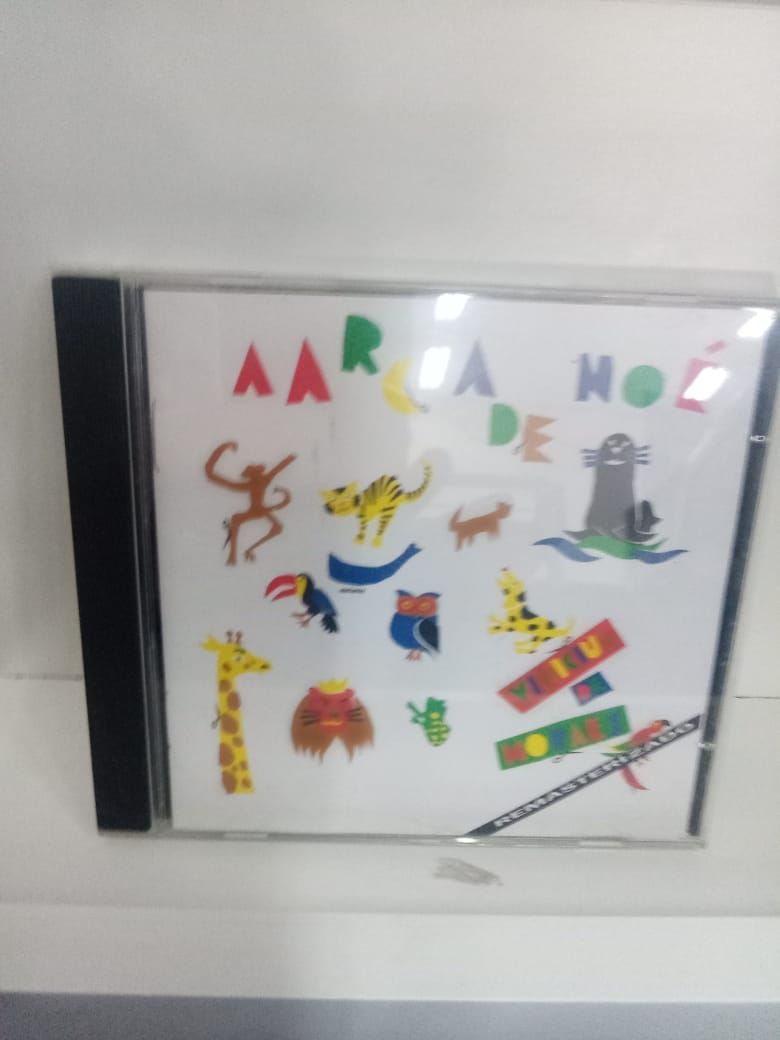 A ARCA DE NOÉ
VINICIUS
DE
MORAES
REMASTERIZADO